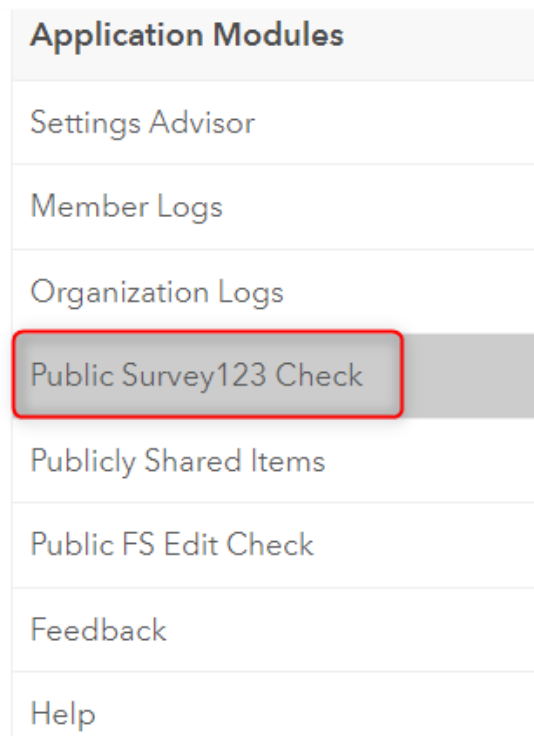 Application Modules
Settings Advisor
Member Logs
Organization Logs
Public Survey123 Check
Publicly Shared Items
Public FS Edit Check
Feedback
Help